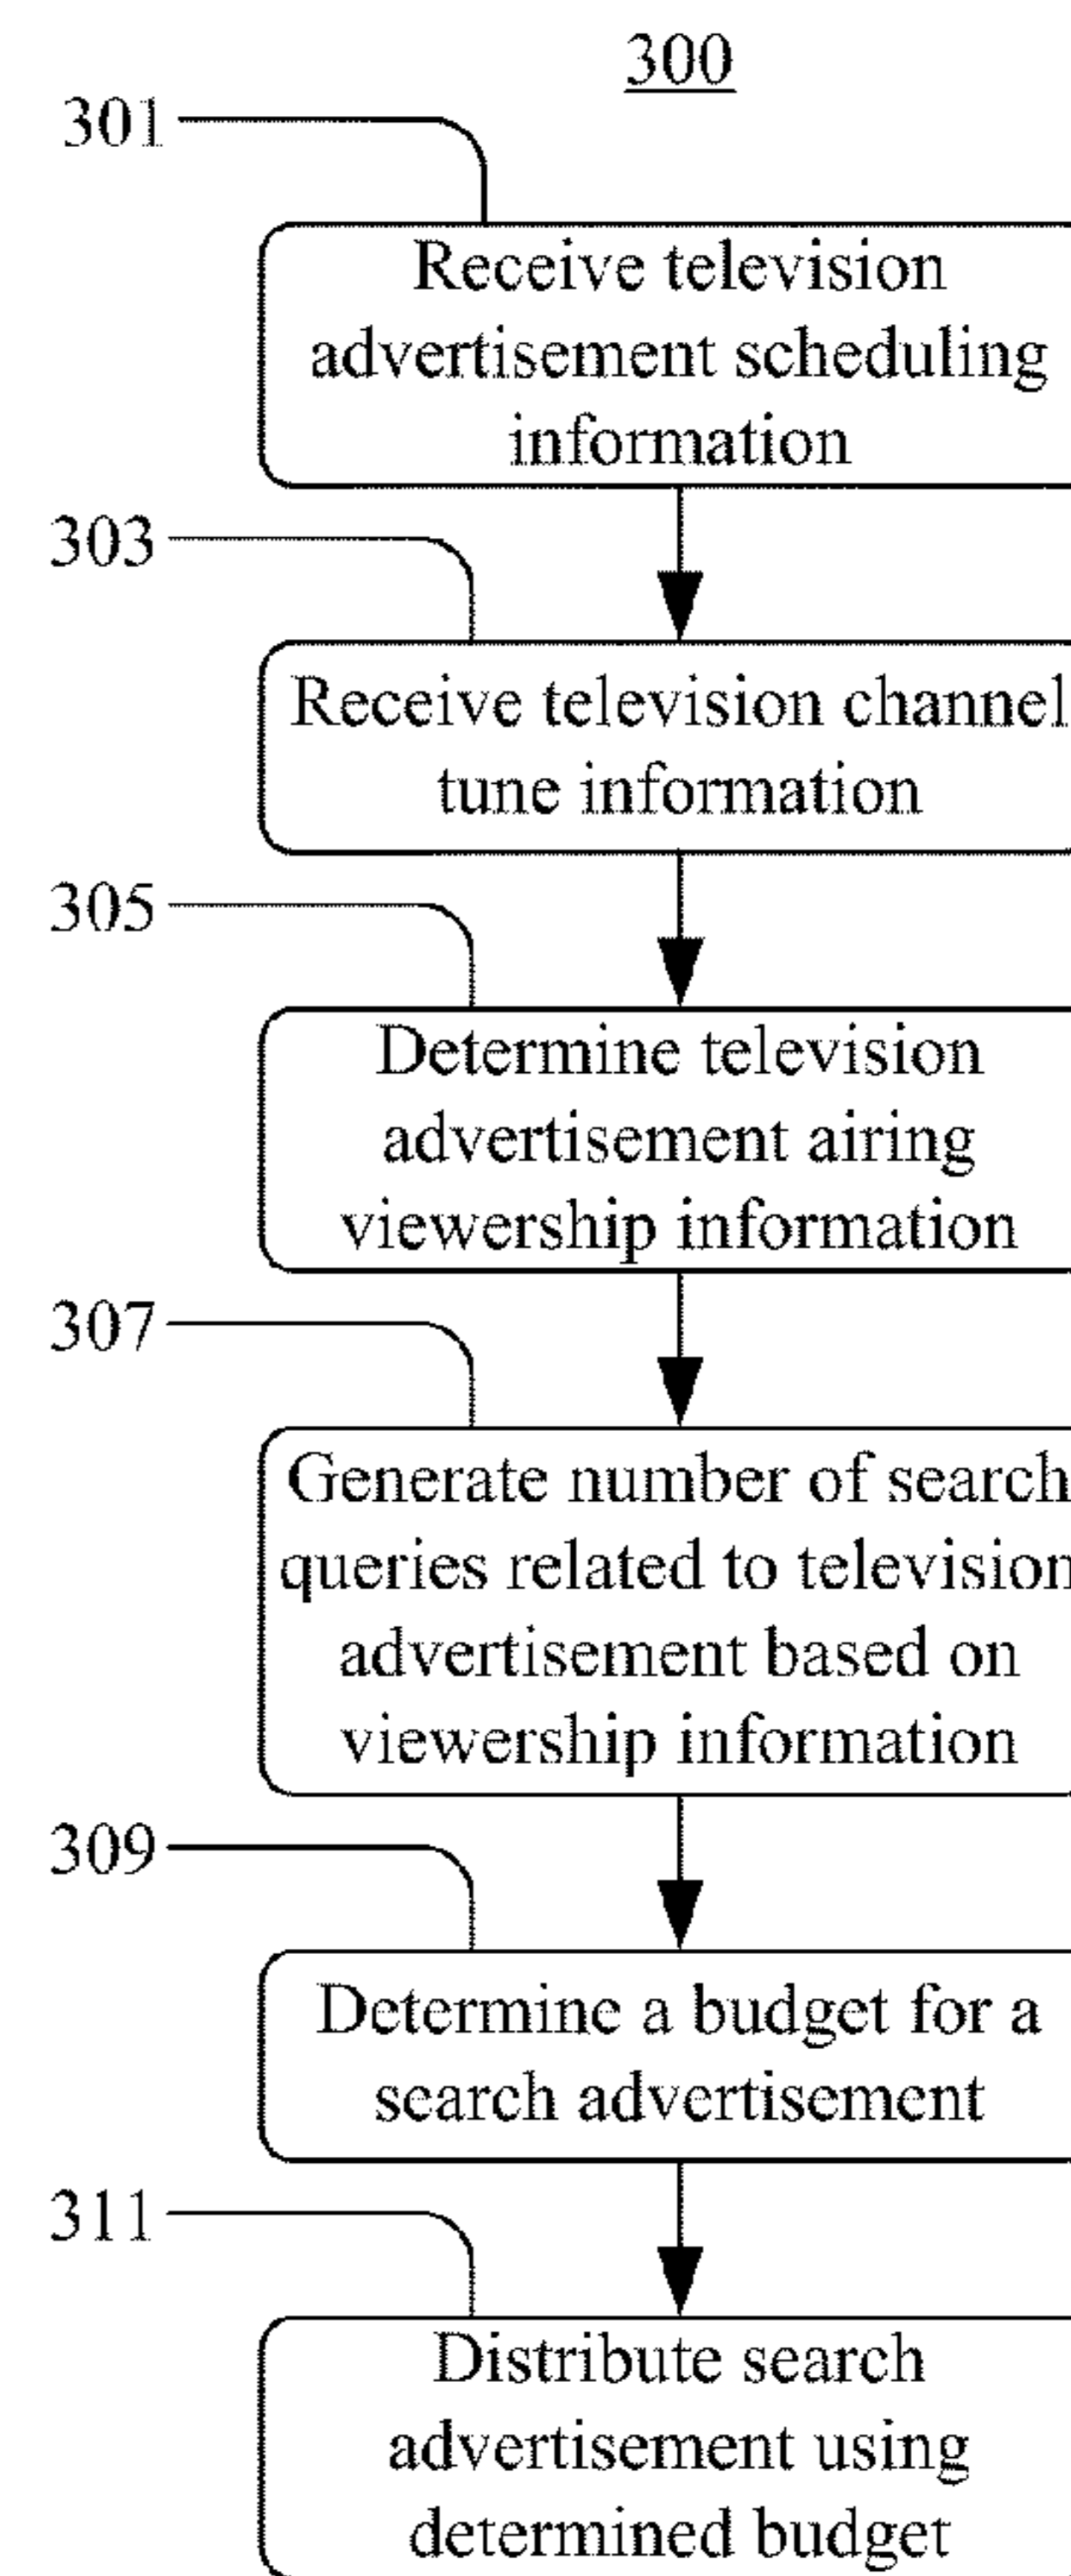 300
301
Receive television
advertisement scheduling
information
303
Receive television channel
tune information
305
Determine television
advertisement airing
viewership information
307
Generate number of search
queries related to television
advertisement based on
viewership information
309
Determine a budget for a
search advertisement
311
Distribute search
advertisement using
determined budget